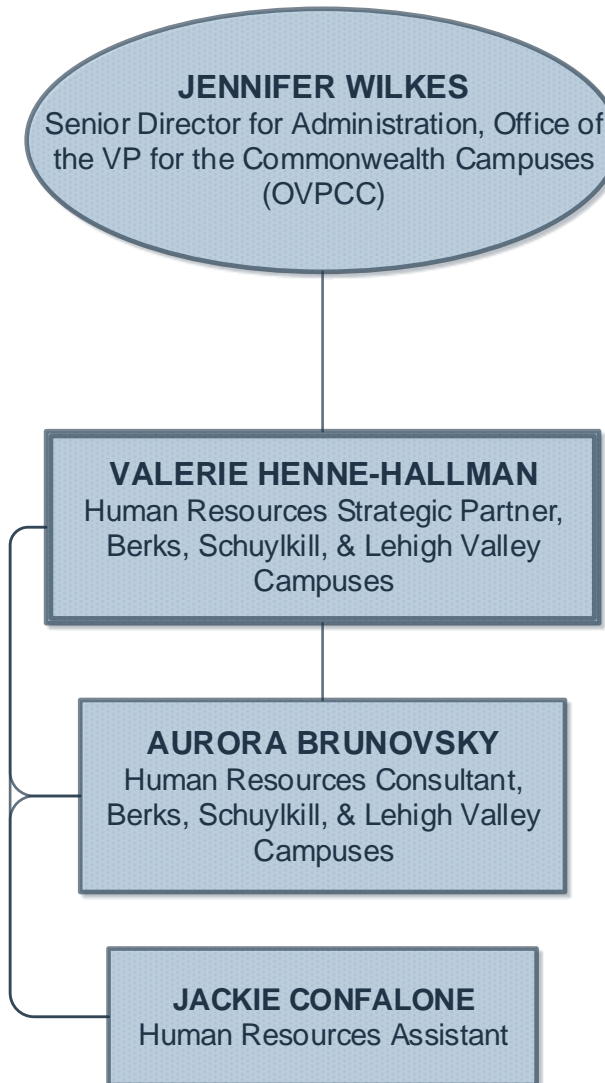 JENNIFER WILKES
Senior Director for Administration, Office of
the VP for the Commonwealth Campuses
(OVPCC)
VALERIE HENNE-HALLMAN
Human Resources Strategic Partner,
Berks, Schuylkill, & Lehigh Valley
Campuses
AURORA BRUNOVSKY
Human Resources Consultant,
Berks, Schuylkill, & Lehigh Valley
Campuses
JACKIE CONFALONE
Human Resources Assistant